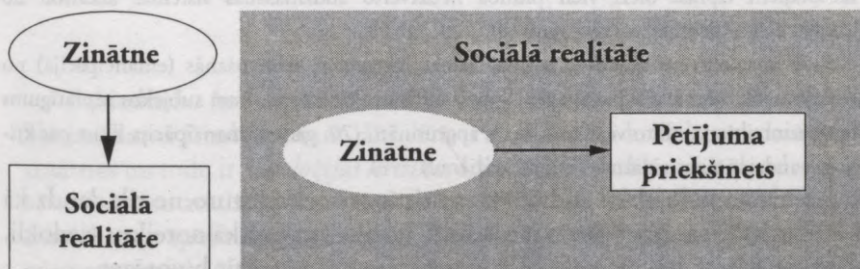 Zinātne
Sociālā
realitāte
Sociālā realitāte
Zinātne
Pētījuma
priekšmets